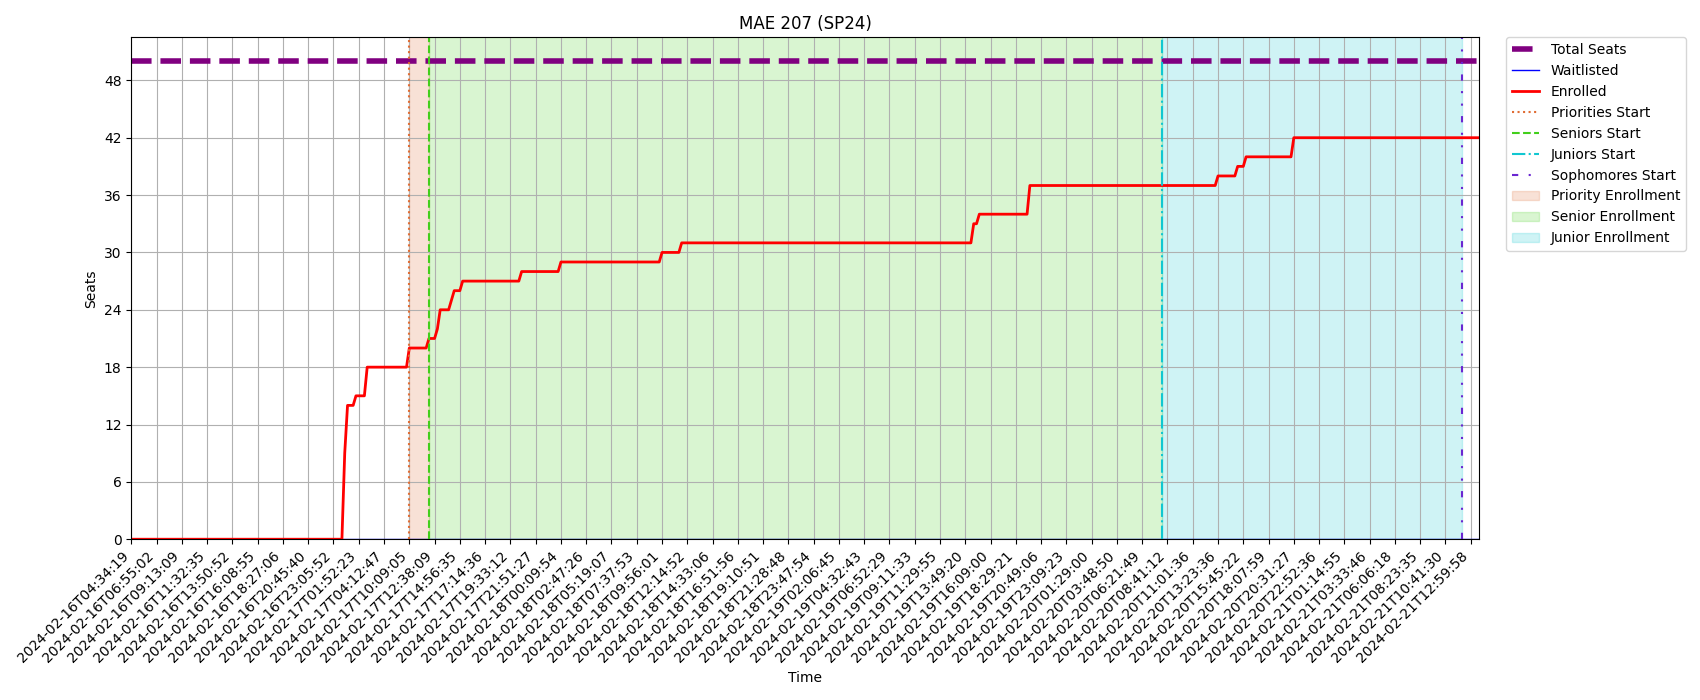 MAE 207 (SP24)
Total Seats
Waitlisted
Enrolled
Priorities Start
Seniors Start
Juniors Start
Sophomores Start
Priority Enrollment
Senior Enrollment
Junior Enrollment
Seats
48
42
36
30
24
18
12
6
0
2024-02-16T04:34:19
2024-02-16T06:55:02
2024-02-16T09:13:09
2024-02-16T11:32:35
2024-02-16T13:50:52
2024-02-16T16:08:55
2024-02-16T18:27:06
2024-02-16T20:45:40
2024-02-16T23:05:52
2024-02-17T01:52:23
2024-02-17T04:12:47
2024-02-17T10:09:05
2024-02-17T12:38:09
2024-02-17T14:56:35
2024-02-17T17:14:36
2024-02-17T19:33:12
2024-02-17T21:51:27
2024-02-18T00:09:54
2024-02-18T02:47:26
2024-02-18T05:19:07
2024-02-18T07:37:53
2024-02-18T09:56:01
2024-02-18T12:14:52
2024-02-18T14:33:06
2024-02-18T16:51:56
2024-02-18T19:10:51
2024-02-18T21:28:48
2024-02-18T23:47:54
2024-02-19T02:06:45
2024-02-19T04:32:43
2024-02-19T06:52:29
2024-02-19T09:11:33
2024-02-19T11:29:55
2024-02-19T13:49:20
2024-02-19T16:09:00
2024-02-19T18:29:21
2024-02-19T20:49:06
2024-02-19T23:09:23
2024-02-20T01:29:00
2024-02-20T03:48:50
2024-02-20T06:21:49
2024-02-20T08:41:12
2024-02-20T11:01:36
2024-02-20T13:23:36
2024-02-20T15:45:22
2024-02-20T18:07:59
2024-02-20T20:31:27
2024-02-20T22:52:36
2024-02-21T01:14:55
2024-02-21T03:33:46
2024-02-21T06:06:18
2024-02-21T08:23:35
2024-02-21T10:41:30
2024-02-21T12:59:58
Time